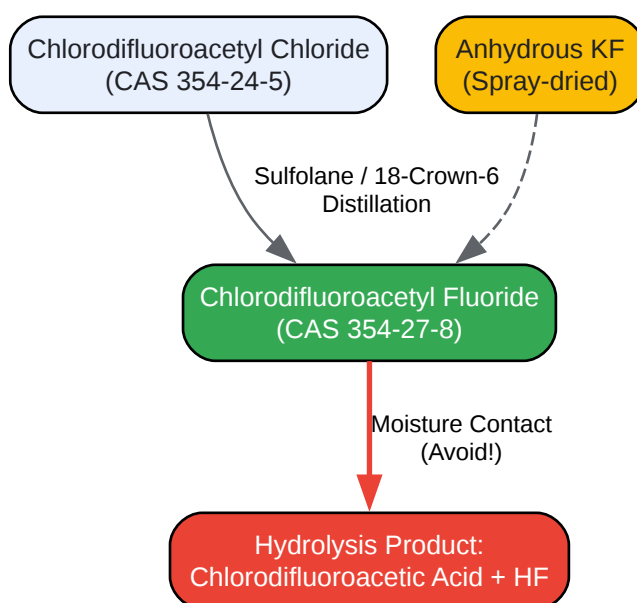 Chlorodifluoroacetyl Chloride
(CAS 354-24-5)
Anhydrous KF
(Spray-dried)
Sulfolane / 18-Crown-6
Distillation
Chlorodifluoroacetyl Fluoride
(CAS 354-27-8)
Moisture Contact
(Avoid!)
Hydrolysis Product:
Chlorodifluoroacetic Acid + HF